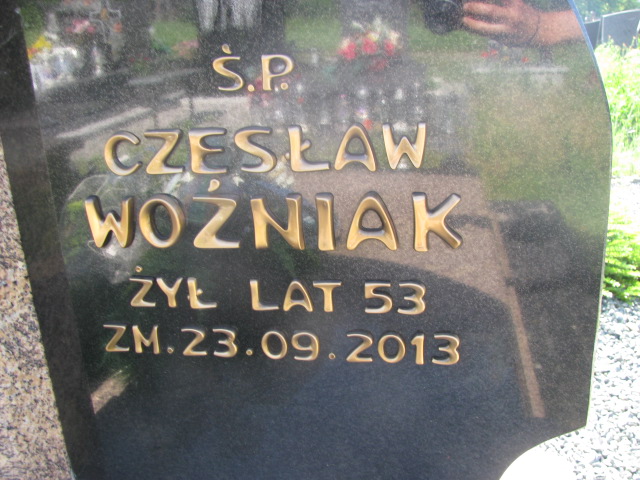 Ś.P.
CZESŁAW
WOŹNIAK
ŻYŁ LAT 53
ZM. 23.09.2013